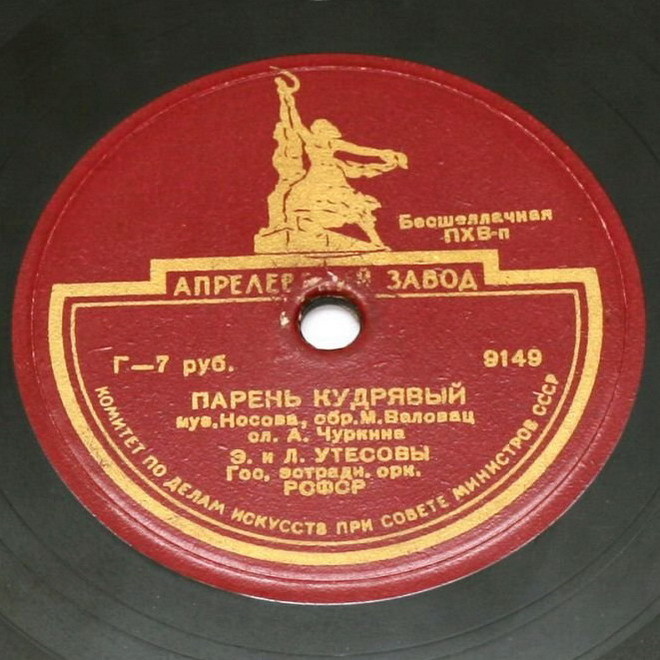 Бесшеллачная
ПХВ-п
АПРЕЛЕВСКИЙ ЗАВОД
Г—7 руб.
9149
ПАРЕНЬ КУДРЯВЫЙ
муз.Носова, обр.М.Воловац
сл. А. Чуркина
Э. и Л. УТЕСОВЫ
Гос. эстрадн. орк.
РСФСР
КОМИТЕТ ПО ДЕЛАМ ИСКУССТВ ПРИ СОВЕТЕ МИНИСТРОВ СССР